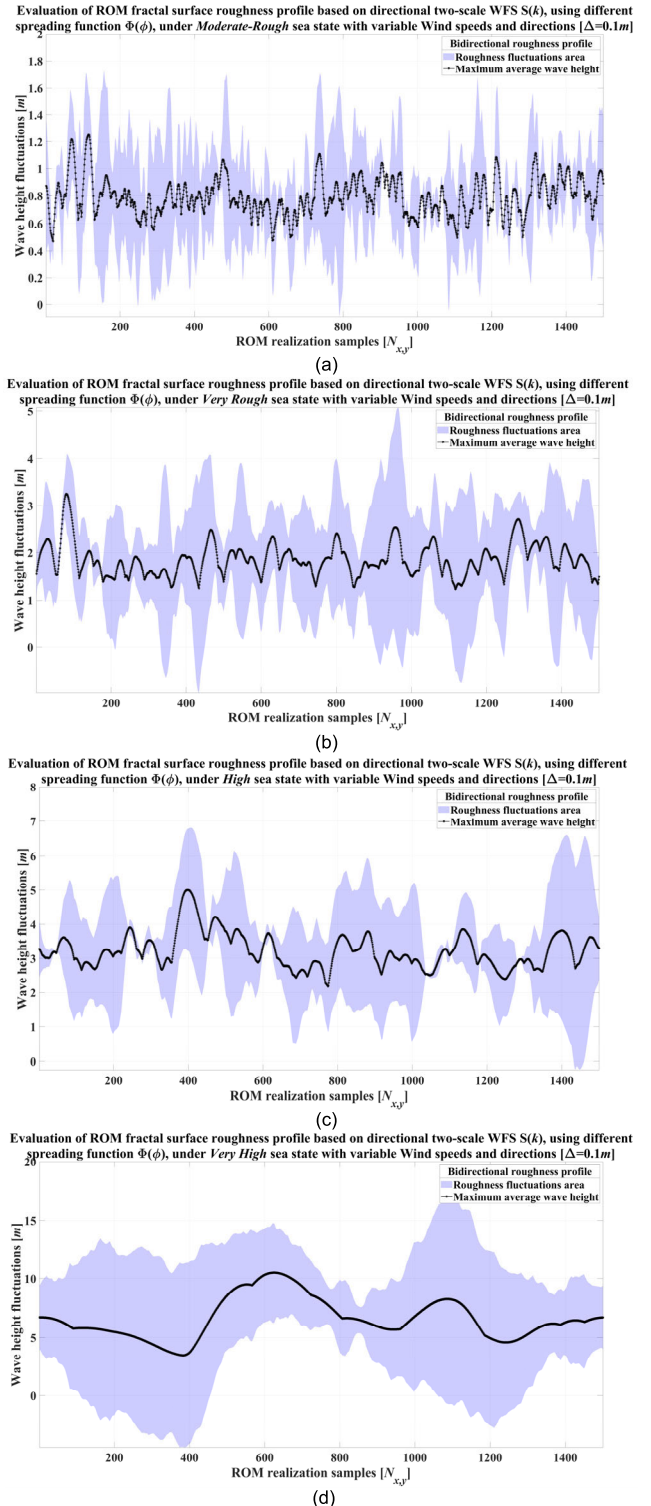 Evaluation of ROM fractal surface roughness profile based on directional two-scale WFS S(k), using different
spreading function Φ(ϕ), under Moderate-Rough sea state with variable Wind speeds and directions [Δ=0.1m]
Bidirectional roughness profile
Roughness fluctuations area
Maximum average wave height
Wave height fluctuations [m]
2
1.8
1.6
1.4
1.2
1
0.8
0.6
0.4
0.2
0
200
400
600
800
1000
1200
1400
ROM realization samples [Nx,y]
(a)
Evaluation of ROM fractal surface roughness profile based on directional two-scale WFS S(k), using different
spreading function Φ(ϕ), under Very Rough sea state with variable Wind speeds and directions [Δ=0.1m]
Bidirectional roughness profile
Roughness fluctuations area
Maximum average wave height
Wave height fluctuations [m]
5
4
3
2
1
0
200
400
600
800
1000
1200
1400
ROM realization samples [Nx,y]
(b)
Evaluation of ROM fractal surface roughness profile based on directional two-scale WFS S(k), using different
spreading function Φ(ϕ), under High sea state with variable Wind speeds and directions [Δ=0.1m]
Bidirectional roughness profile
Roughness fluctuations area
Maximum average wave height
Wave height fluctuations [m]
8
7
6
5
4
3
2
1
0
200
400
600
800
1000
1200
1400
ROM realization samples [Nx,y]
(c)
Evaluation of ROM fractal surface roughness profile based on directional two-scale WFS S(k), using different
spreading function Φ(ϕ), under Very High sea state with variable Wind speeds and directions [Δ=0.1m]
Bidirectional roughness profile
Roughness fluctuations area
Maximum average wave height
Wave height fluctuations [m]
20
15
10
5
0
200
400
600
800
1000
1200
1400
ROM realization samples [Nx,y]
(d)